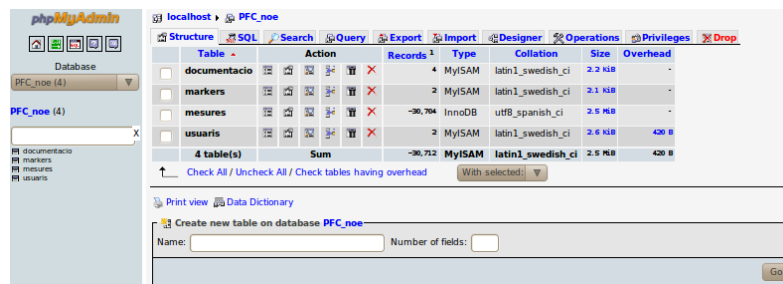 phpMyAdmin
Database
PFC_noe (4)
PFC_noe (4)
X
documentacio
markers
mesures
usuaris
localhost ▸ PFC_noe
Structure SQL Search Query Export Import Designer Operations Privileges Drop
Table Action Records 1 Type Collation Size Overhead
documentacio 4 MyISAM latin1_swedish_ci 2.2 KiB -
markers 2 MyISAM latin1_swedish_ci 2.1 KiB -
mesures ~30,704 InnoDB utf8_spanish_ci 2.5 MiB -
usuaris 2 MyISAM latin1_swedish_ci 2.6 KiB 420 B
4 table(s) Sum ~30,712 MyISAM latin1_swedish_ci 2.5 MiB 420 B
Check All / Uncheck All / Check tables having overhead With selected:
Print view Data Dictionary
Create new table on database PFC_noe
Name: Number of fields:
Go